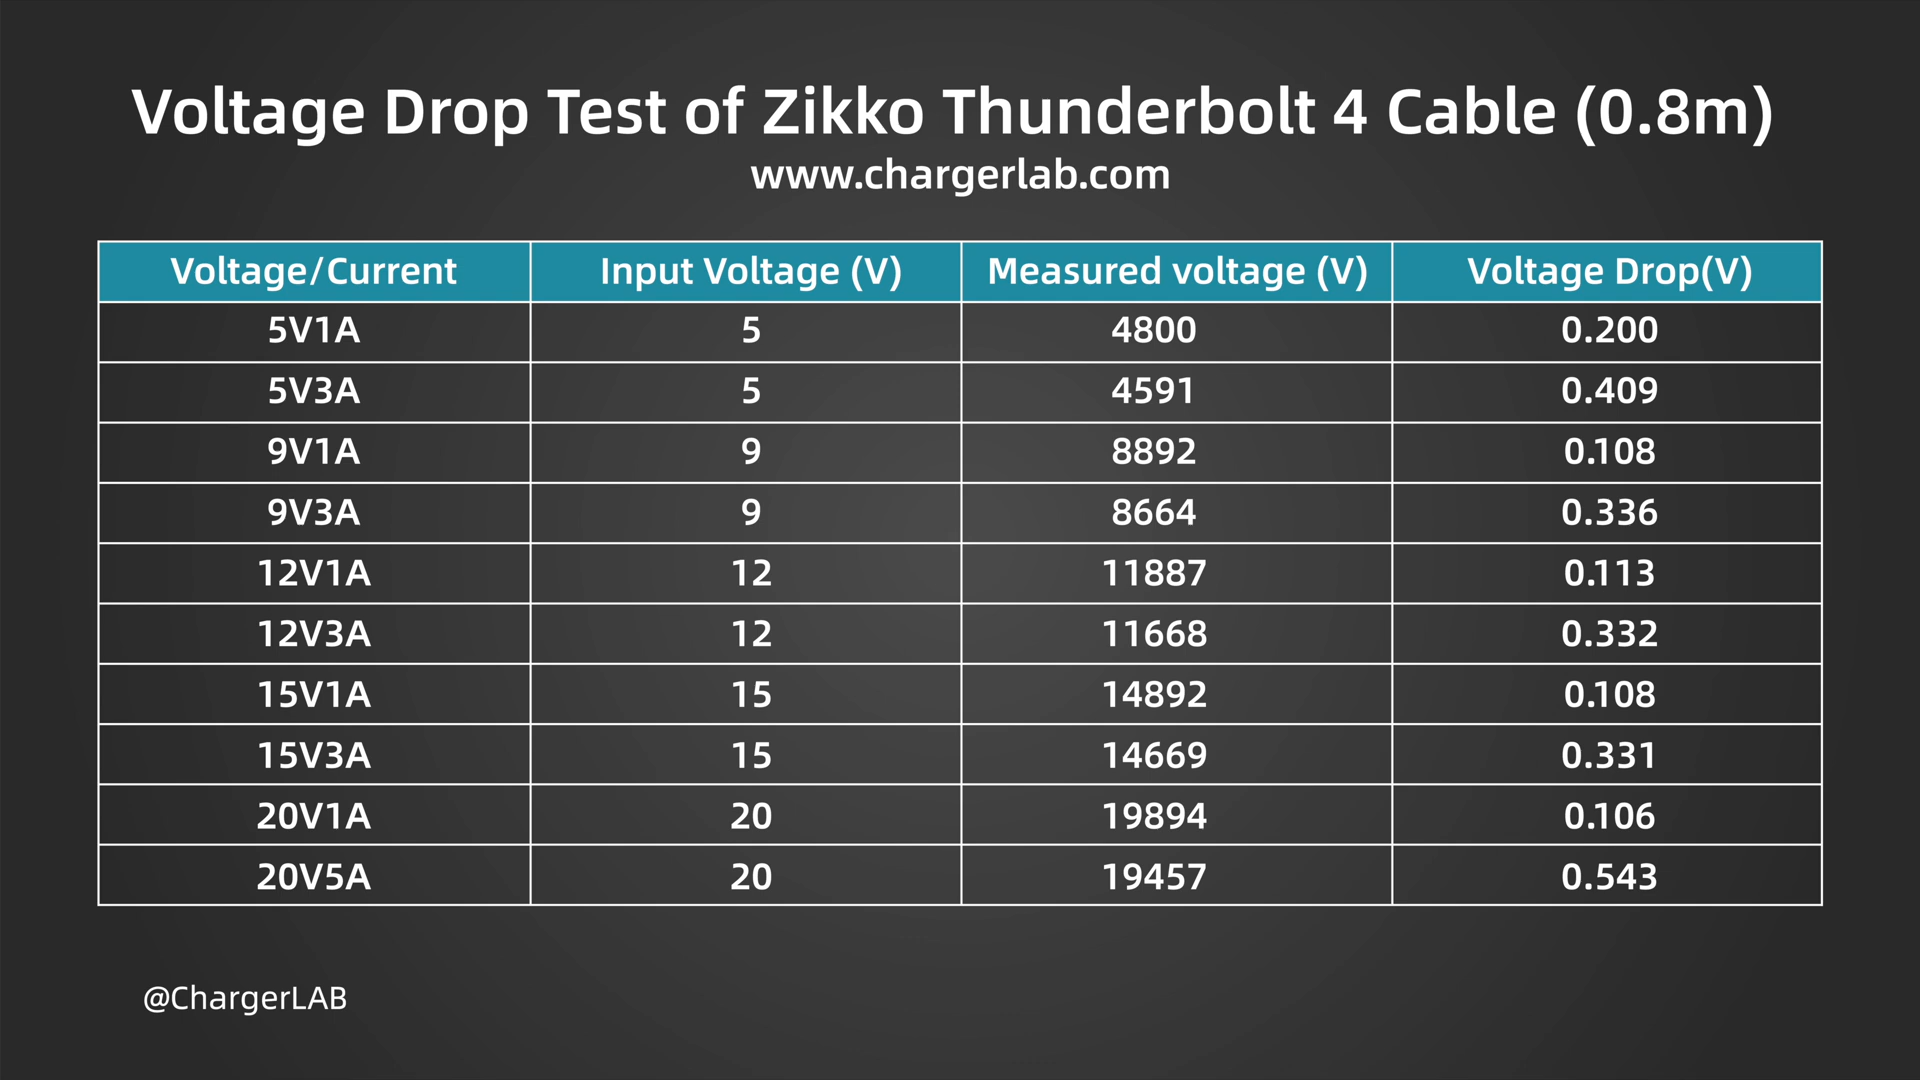 Voltage Drop Test of Zikko Thunderbolt 4 Cable (0.8m)
www.chargerlab.com
Voltage/Current Input Voltage (V) Measured voltage (V) Voltage Drop(V)
5V1A 5 4800 0.200
5V3A 5 4591 0.409
9V1A 9 8892 0.108
9V3A 9 8664 0.336
12V1A 12 11887 0.113
12V3A 12 11668 0.332
15V1A 15 14892 0.108
15V3A 15 14669 0.331
20V1A 20 19894 0.106
20V5A 20 19457 0.543
@ChargerLAB